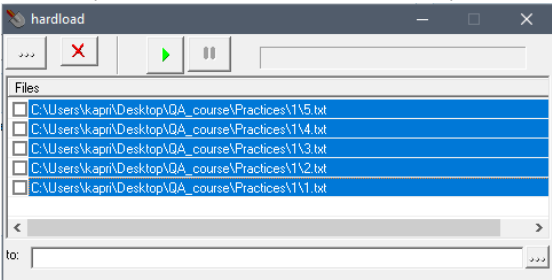 hardload
...
Files
C:\Users\kapri\Desktop\QA_course\Practices\1\5.txt
C:\Users\kapri\Desktop\QA_course\Practices\1\4.txt
C:\Users\kapri\Desktop\QA_course\Practices\1\3.txt
C:\Users\kapri\Desktop\QA_course\Practices\1\2.txt
C:\Users\kapri\Desktop\QA_course\Practices\1\1.txt
to: ...